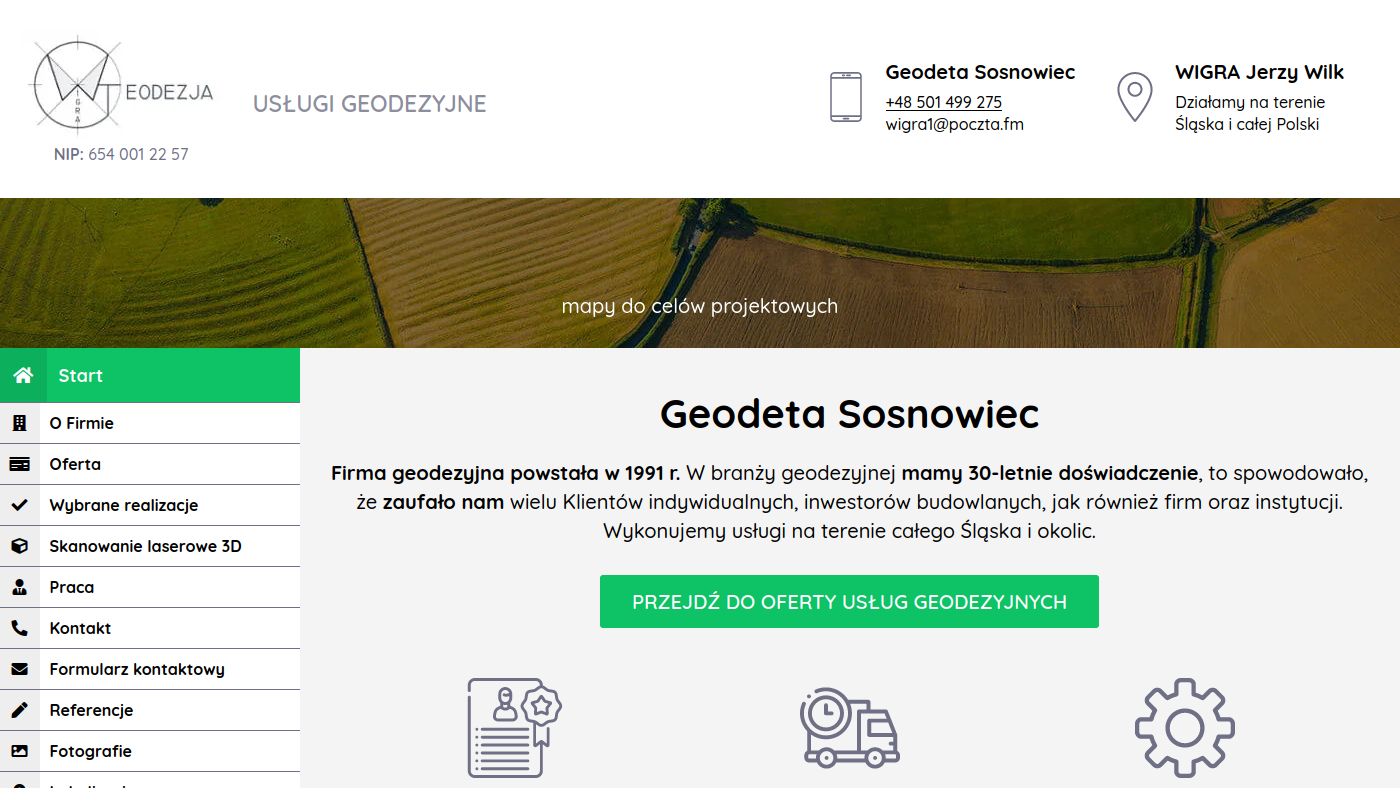 EODEZJA
WIGRA
NIP: 654 001 22 57
USŁUGI GEODEZYJNE
Geodeta Sosnowiec
+48 501 499 275
wigra1@poczta.fm
WIGRA Jerzy Wilk
Działamy na terenie
Śląska i całej Polski
mapy do celów projektowych
Start
O Firmie
Oferta
Wybrane realizacje
Skanowanie laserowe 3D
Praca
Kontakt
Formularz kontaktowy
Referencje
Fotografie
Geodeta Sosnowiec
Firma geodezyjna powstała w 1991 r. W branży geodezyjnej mamy 30-letnie doświadczenie, to spowodowało,
że zaufało nam wielu Klientów indywidualnych, inwestorów budowlanych, jak również firm oraz instytucji.
Wykonujemy usługi na terenie całego Śląska i okolic.
PRZEJDŹ DO OFERTY USŁUG GEODEZYJNYCH